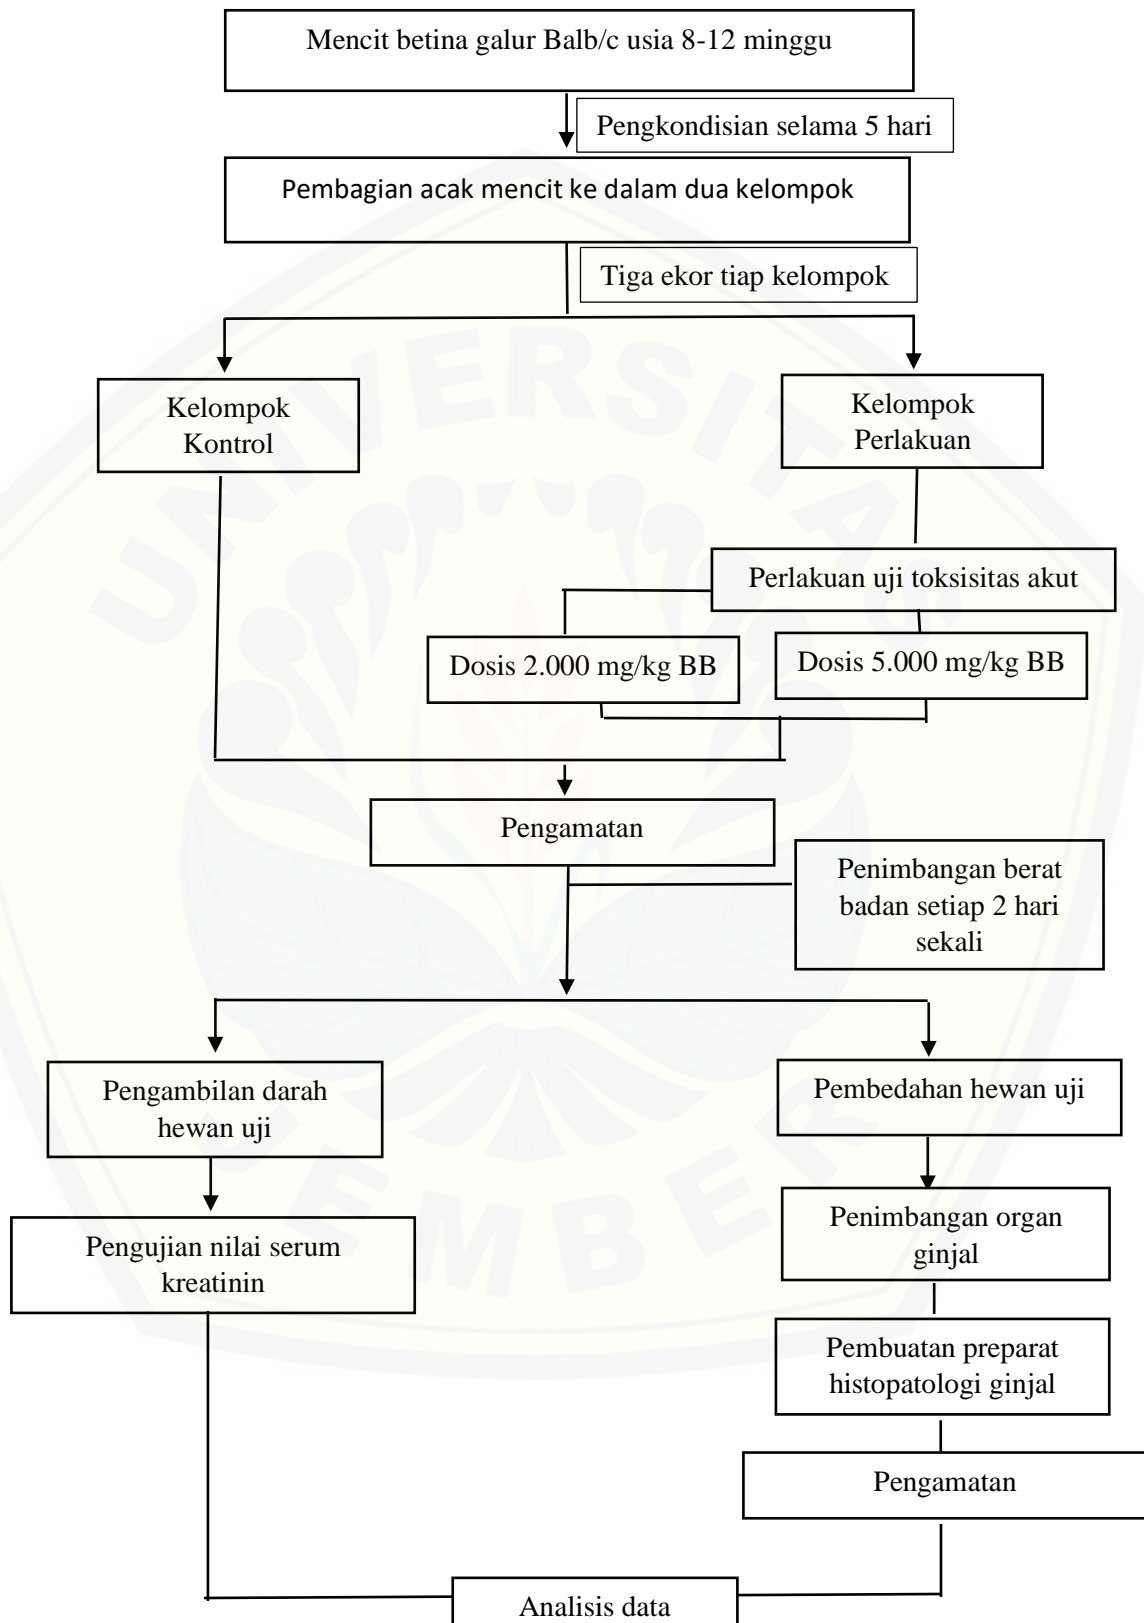 Mencit betina galur Balb/c usia 8-12 minggu
Pengkondisian selama 5 hari
Pembagian acak mencit ke dalam dua kelompok
Tiga ekor tiap kelompok
Kelompok
Kontrol
Kelompok
Perlakuan
Perlakuan uji toksisitas akut
Dosis 2.000 mg/kg BB
Dosis 5.000 mg/kg BB
Pengamatan
Penimbangan berat
badan setiap 2 hari
sekali
Pengambilan darah
hewan uji
Pembedahan hewan uji
Pengujian nilai serum
kreatinin
Penimbangan organ
ginjal
Pembuatan preparat
histopatologi ginjal
Pengamatan
Analisis data
UNIVERSITAS
JEMBER